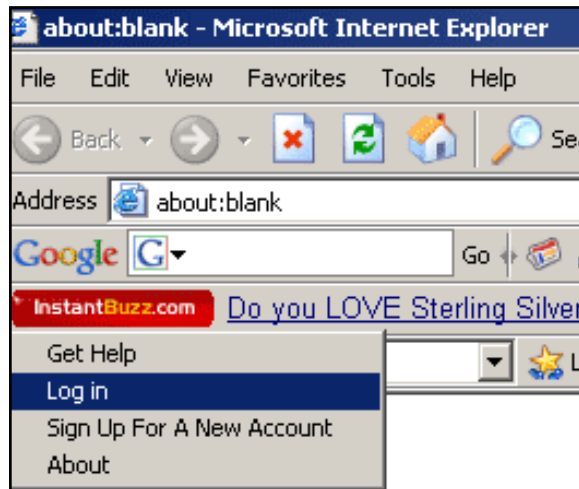 about:blank - Microsoft Internet Explorer
File Edit View Favorites Tools Help
Back
Address about:blank
Google G Go
InstantBuzz.com Do you LOVE Sterling Silver
Get Help
Log in
Sign Up For A New Account
About